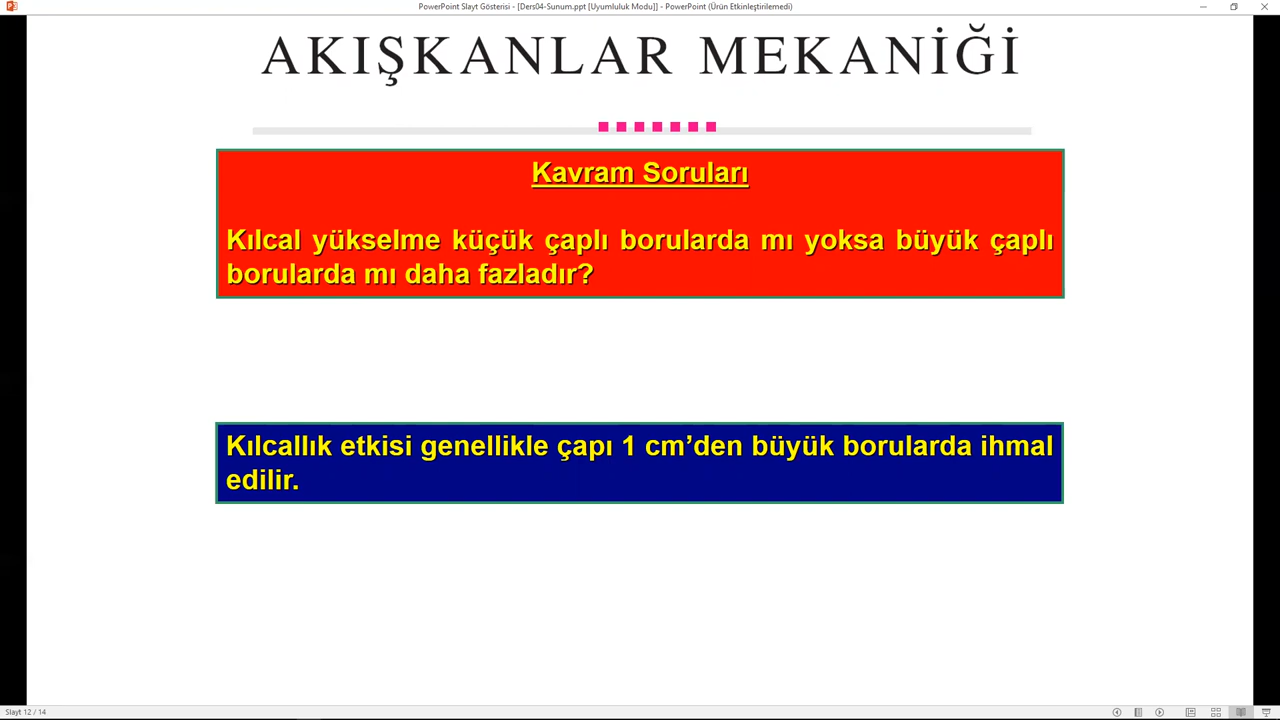 PowerPoint Slayt Gösterisi - [Ders04-Sunum.ppt [Uyumluluk Modu]] - PowerPoint (Ürün Etkinleştirilemedi)
AKIŞKANLAR MEKANİĞİ
Kavram Soruları
Kılcal yükselme küçük çaplı borularda mı yoksa büyük çaplı
borularda mı daha fazladır?
Kılcallık etkisi genellikle çapı 1 cm’den büyük borularda ihmal
edilir.
Slayt 12 / 14